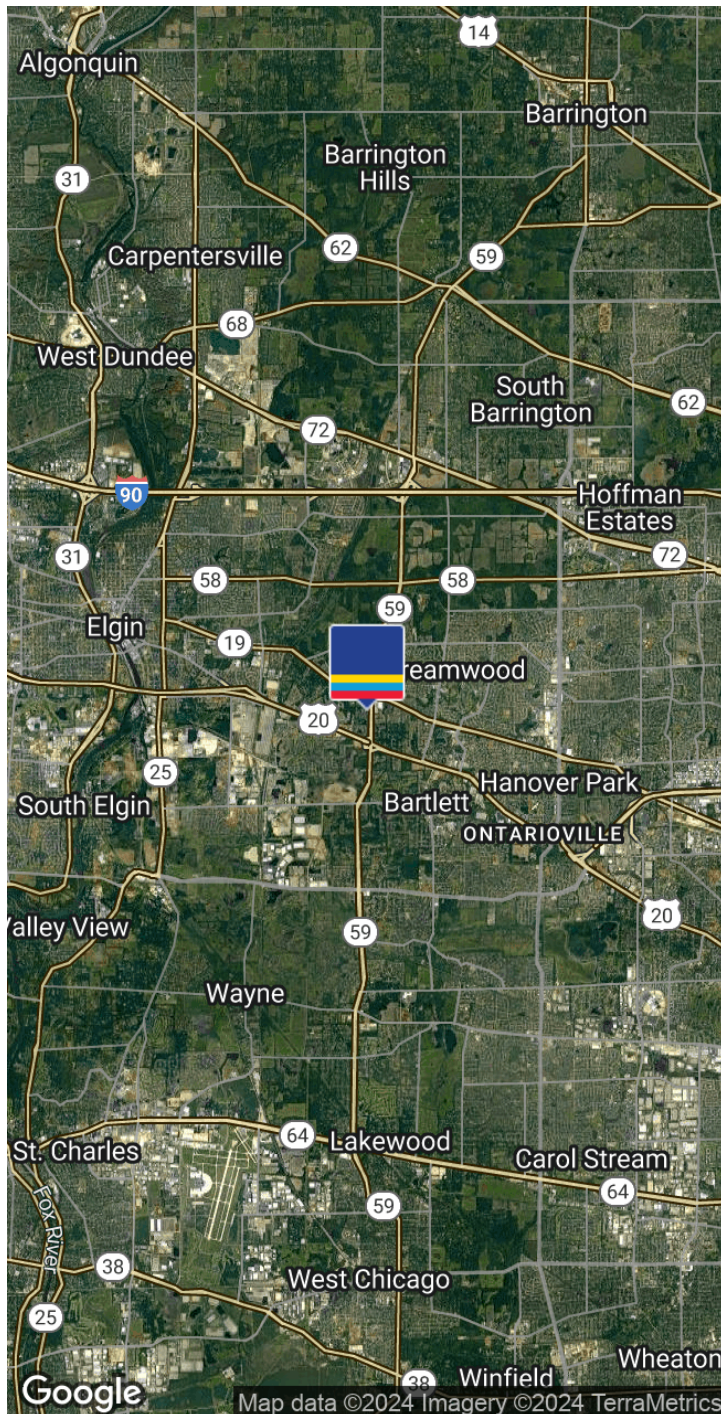 14
Algonquin
Barrington
Barrington
Hills
31
62
59
Carpentersville
68
West Dundee
South
Barrington
62
72
90
Hoffman
Estates
31
72
58
58
59
Elgin
19
reamwood
20
25
Hanover Park
South Elgin
Bartlett
ONTARIOVILLE
20
Valley View
59
Wayne
64
Lakewood
St. Charles
Carol Stream
64
59
Fox River
38
West Chicago
25
Wheaton
38
Winfield
Google
Map data ©2024 Imagery ©2024 TerraMetrics